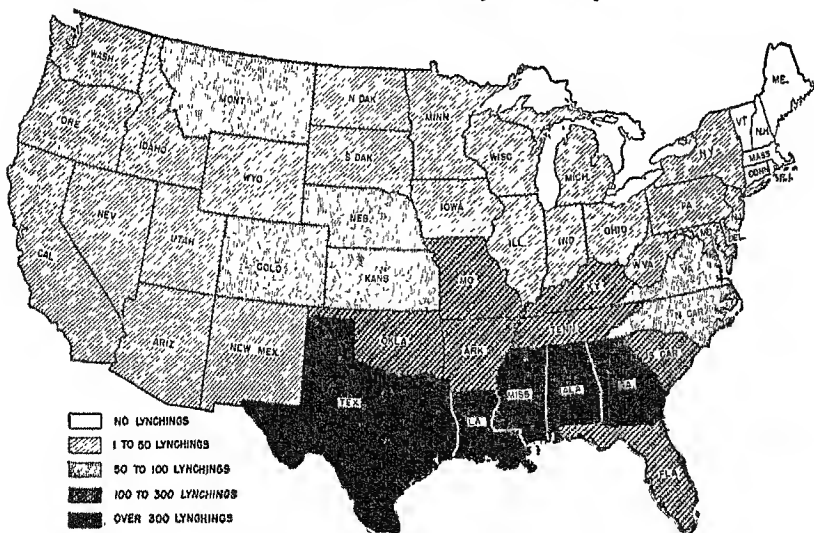 WASH
MONT
N DAK
MINN
ME.
VT
N.H.
ORE
IDAHO
S DAK
WISC
MICH
N.Y.
MASS
CONN
WYO
NEV
UTAH
NEB.
IOWA
ILL.
IND
OHIO
PA
W.VA
VA
MD
DEL
CAL
COLO
KANS
MO
KY
N CAR
TENN
ARIZ
NEW MEX
OKLA
ARK
S CAR
TEX
LA
MISS
ALA
GA
FLA
NO LYNCHINGS
1 TO 50 LYNCHINGS
50 TO 100 LYNCHINGS
100 TO 300 LYNCHINGS
OVER 300 LYNCHINGS